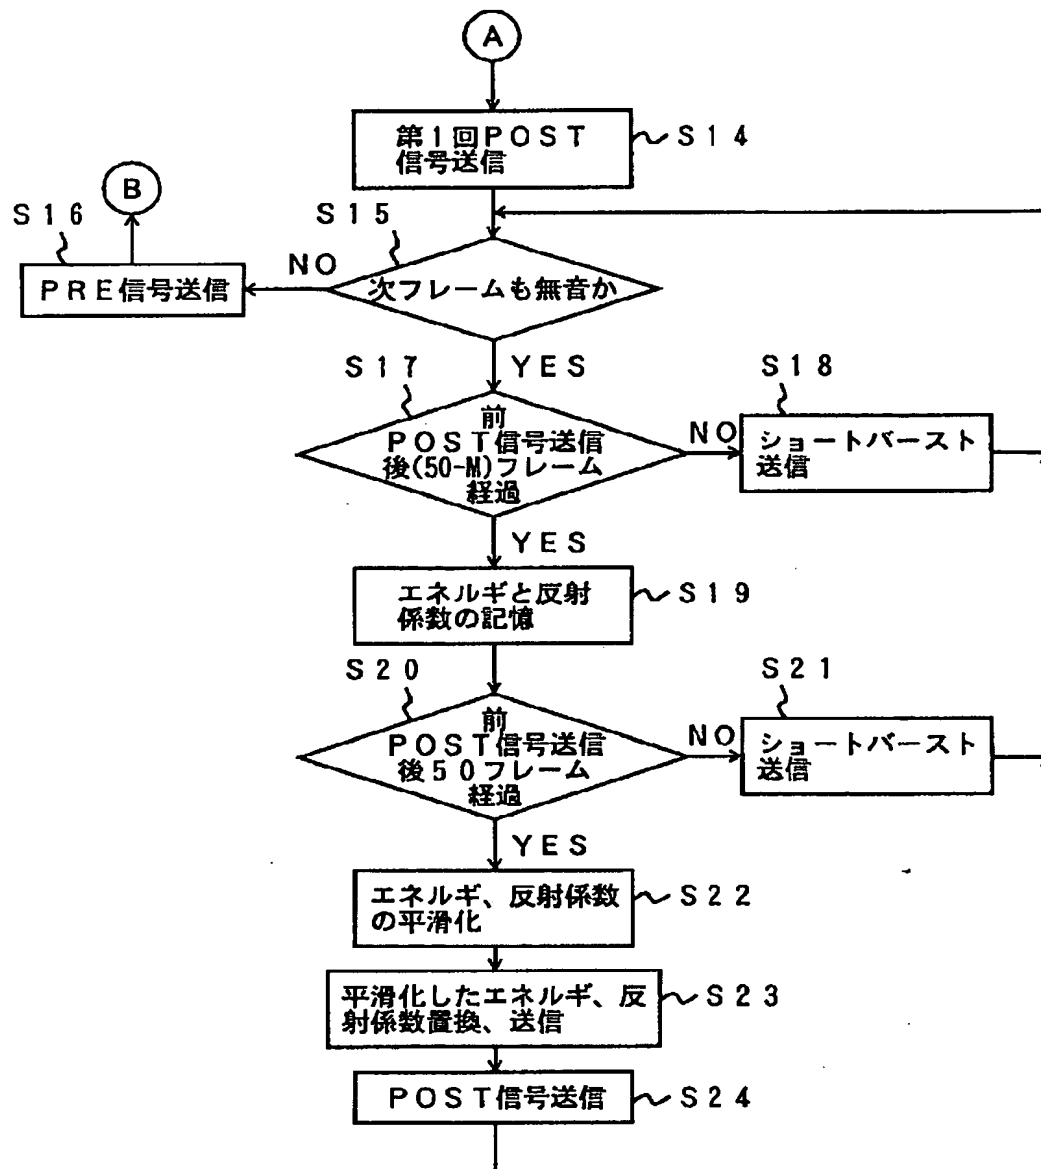 A
第1回POST
信号送信
S14
B
S16
S15
PRE信号送信
NO
次フレームも無音か
YES
S17
前
POST信号送信
後(50-M)フレーム
経過
NO
S18
ショートバースト
送信
YES
エネルギと反射
係数の記憶
S19
S20
前
POST信号送信
後50フレーム
経過
NO
S21
ショートバースト
送信
YES
エネルギ、反射係数
の平滑化
S22
平滑化したエネルギ、反
射係数置換、送信
S23
POST信号送信
S24